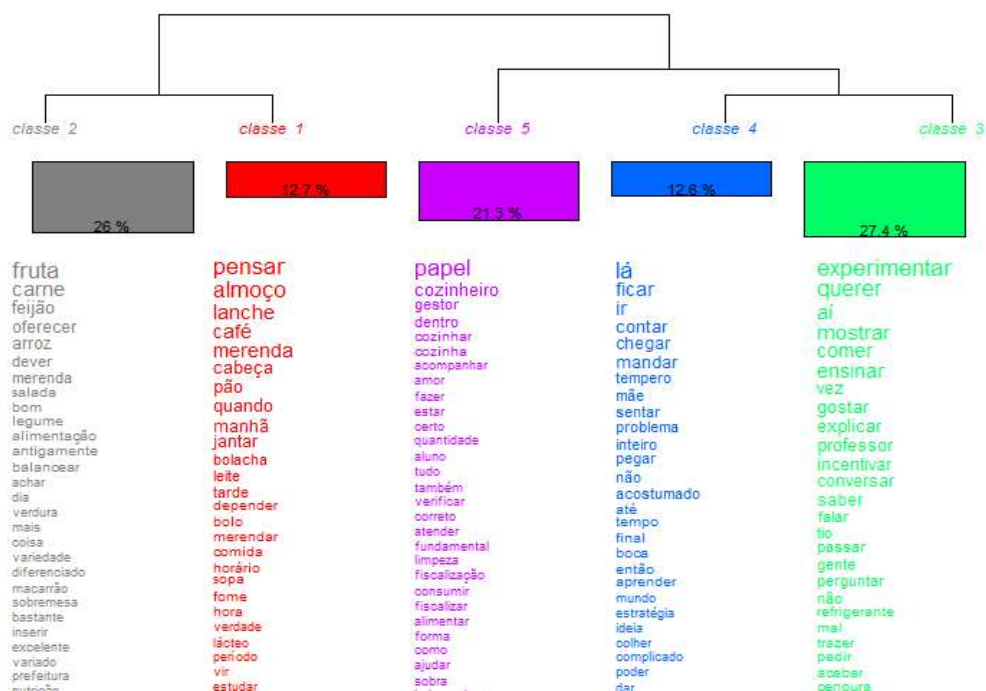 classe 2
classe 1
classe 5
classe 4
classe 3
26 %
12.7 %
21.3 %
12.6 %
27.4 %
fruta
carne
feijão
oferecer
arroz
dever
merenda
salada
bom
legume
alimentação
antigamente
balancear
achar
dia
verdura
mais
coisa
variedade
diferenciado
macarrão
sobremesa
bastante
inserir
excelente
variado
prefeitura
nutrição
pensar
almoço
lanche
café
merenda
cabeça
pão
quando
manhã
jantar
bolacha
leite
tarde
depender
bolo
merendar
comida
horário
sopa
fome
hora
verdade
lácteo
período
vir
estudar
papel
cozinheiro
gestor
dentro
cozinhar
cozinha
acompanhar
amor
fazer
estar
certo
quantidade
aluno
tudo
também
verificar
correto
atender
fundamental
limpeza
fiscalização
consumir
fiscalizar
alimentar
forma
como
ajudar
sobra
lá
ficar
ir
contar
chegar
mandar
tempero
mãe
sentar
problema
inteiro
pegar
não
acostumado
até
tempo
final
boca
então
aprender
mundo
estratégia
ideia
colher
complicado
poder
dar
experimentar
querer
aí
mostrar
comer
ensinar
vez
gostar
explicar
professor
incentivar
conversar
saber
falar
tio
passar
gente
perguntar
não
refrigerante
mal
trazer
pedir
acabar
cenoura